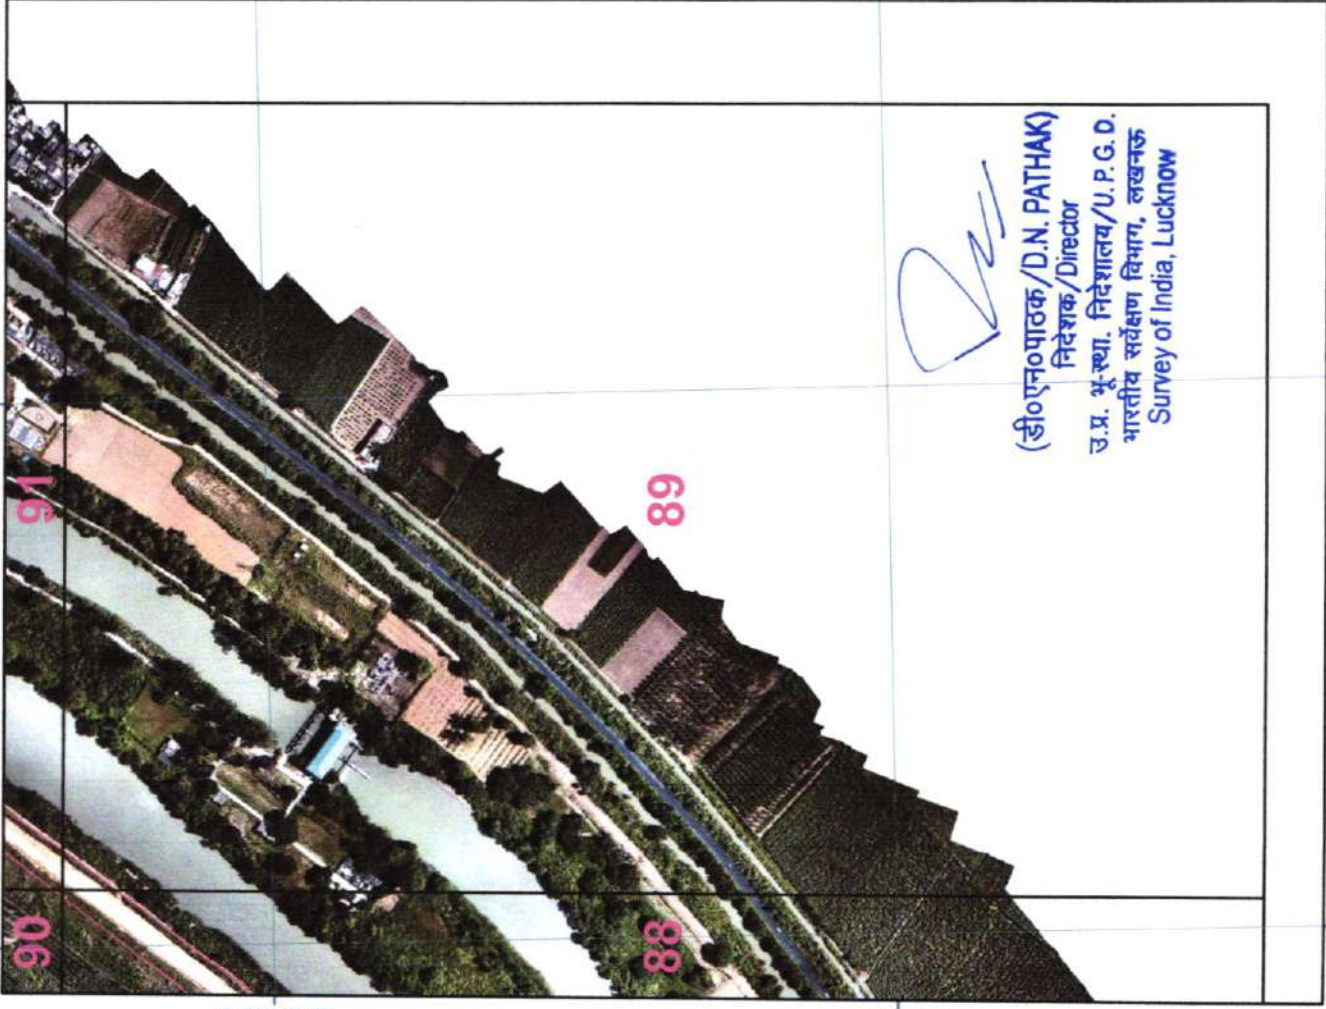 91
90
89
88
(डी०एन०पाठक/D.N. PATHAK)
निदेशक/Director
उ.प्र. भू-स्था. निदेशालय/U.P.G.D.
भारतीय सर्वेक्षण विभाग, लखनऊ
Survey of India, Lucknow